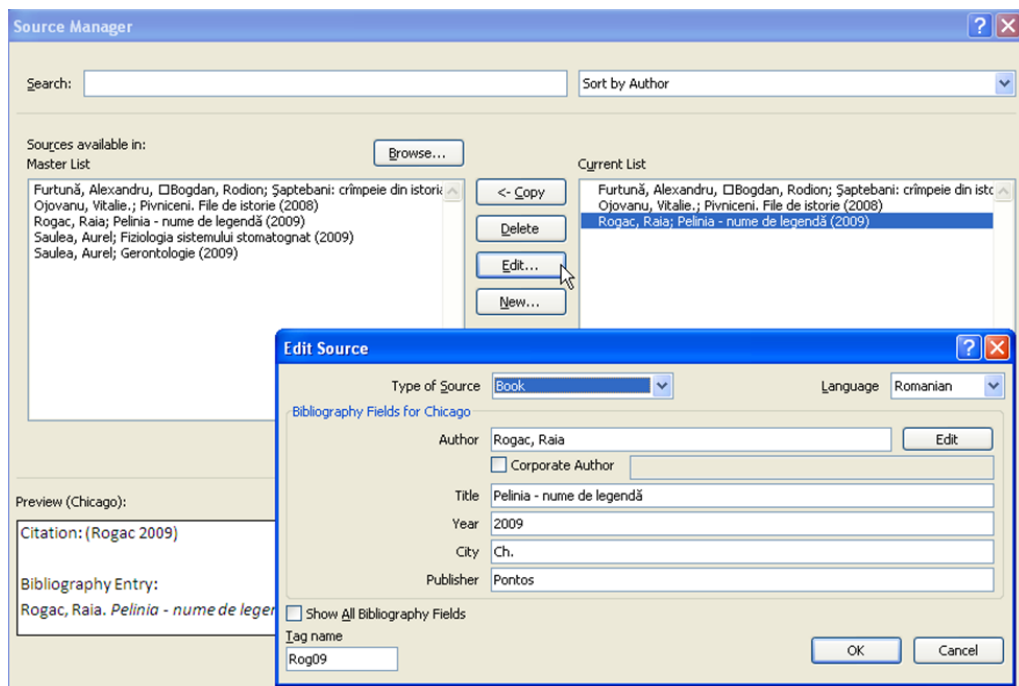 Source Manager
Search:
Sort by Author
Sources available in:
Master List
Browse...
Current List
Furtună, Alexandru, □Bogdan, Rodion; Şaptebani: crîmpeie din istoria
Ojovanu, Vitalie.; Pivniceni. File de istorie (2008)
Rogac, Raia; Pelinia - nume de legendă (2009)
Saulea, Aurel; Fiziologia sistemului stomatognat (2009)
Saulea, Aurel; Gerontologie (2009)
<- Copy
Delete
Edit...
New...
Furtună, Alexandru, □Bogdan, Rodion; Şaptebani: crîmpeie din istc
Ojovanu, Vitalie.; Pivniceni. File de istorie (2008)
Rogac, Raia; Pelinia - nume de legendă (2009)
Edit Source
Type of Source Book
Language Romanian
Bibliography Fields for Chicago
Author Rogac, Raia
Edit
Corporate Author
Title Pelinia - nume de legendă
Year 2009
City Ch.
Publisher Pontos
Show All Bibliography Fields
Tag name
Rog09
OK
Cancel
Preview (Chicago):
Citation: (Rogac 2009)
Bibliography Entry:
Rogac, Raia. Pelinia - nume de leger